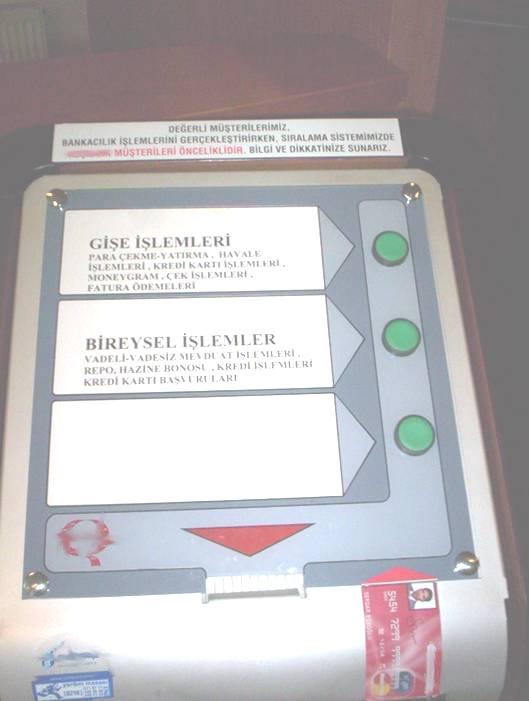 DEĞERLİ MÜŞTERİLERİMİZ,
BANKACILIK İŞLEMLERİNİ GERÇEKLEŞTİRİRKEN, SIRALAMA SİSTEMİMİZDE
MÜŞTERİLERİ ÖNCELİKLİDİR. BİLGİ VE DİKKATİNİZE SUNARIZ.
GİŞE İŞLEMLERİ
PARA ÇEKME-YATIRMA , HAVALE
İŞLEMLERİ , KREDİ KARTI İŞLEMLERİ ,
MONEYGRAM , ÇEK İŞLEMLERİ ,
FATURA ÖDEMELERİ
BİREYSEL İŞLEMLER
VADELİ-VADESİZ MEVDUAT İŞLEMLERİ ,
REPO, HAZİNE BONOSU , KREDİ İŞLEMLERİ
KREDİ KARTI BAŞVURULARI